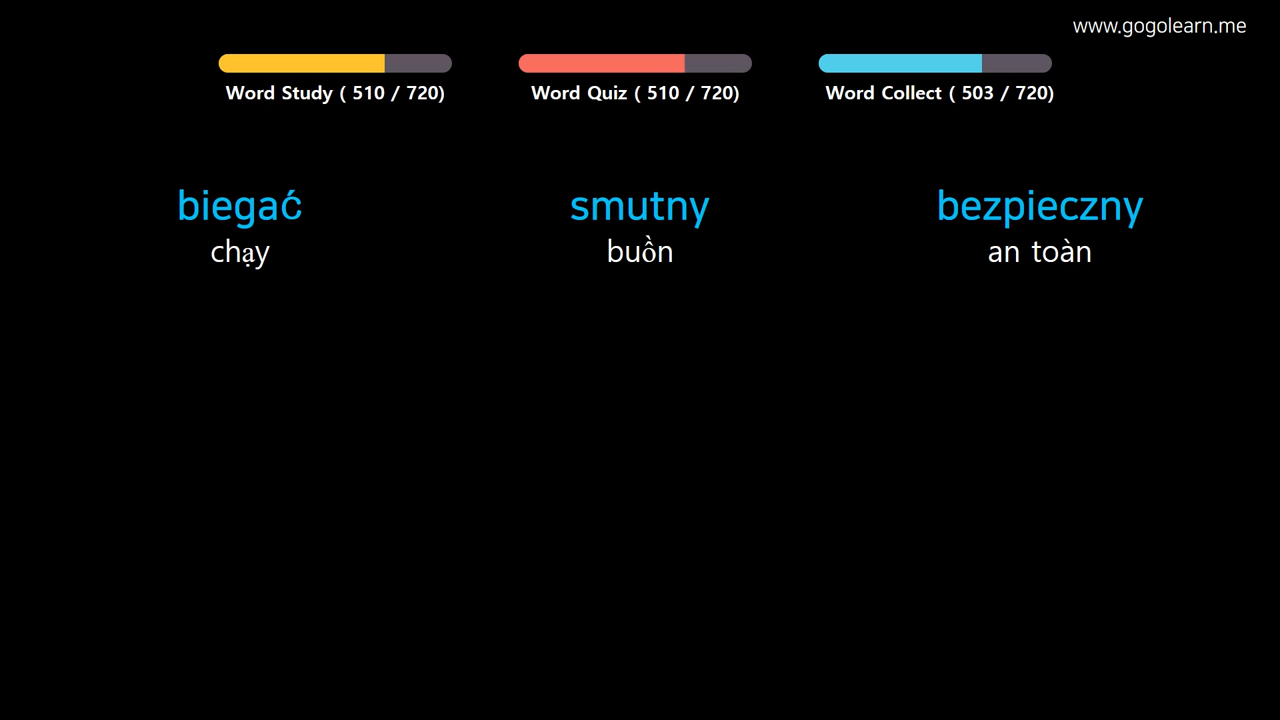 www.gogolearn.me
Word Study ( 510 / 720)
Word Quiz ( 510 / 720)
Word Collect ( 503 / 720)
biegać
chạy
smutny
buồn
bezpieczny
an toàn